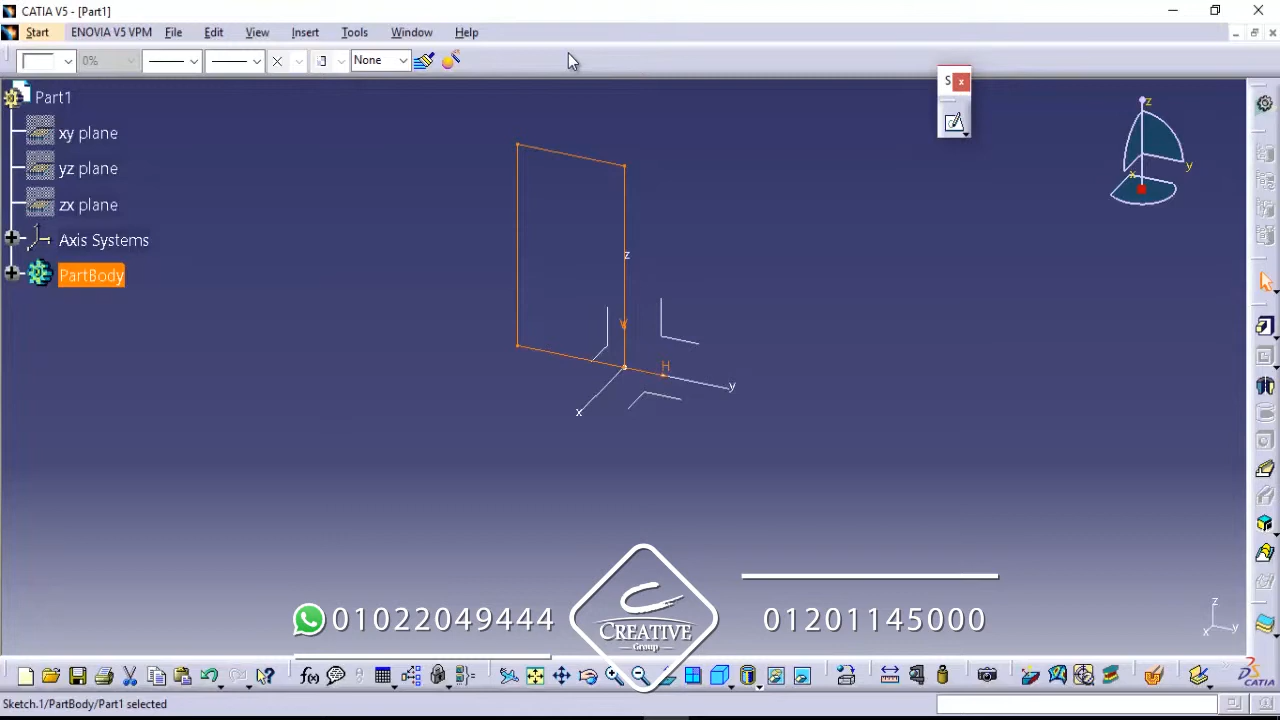 CATIA V5 - [Part1]
Start
ENOVIA V5 VPM
File
Edit
View
Insert
Tools
Window
Help
0%
None
S
Part1
xy plane
yz plane
zx plane
Axis Systems
PartBody
z
V
H
y
x
z
y
x
01022049444
CREATIVE
Group
01201145000
z
x
y
f(x)
CATIA
Sketch.1/PartBody/Part1 selected